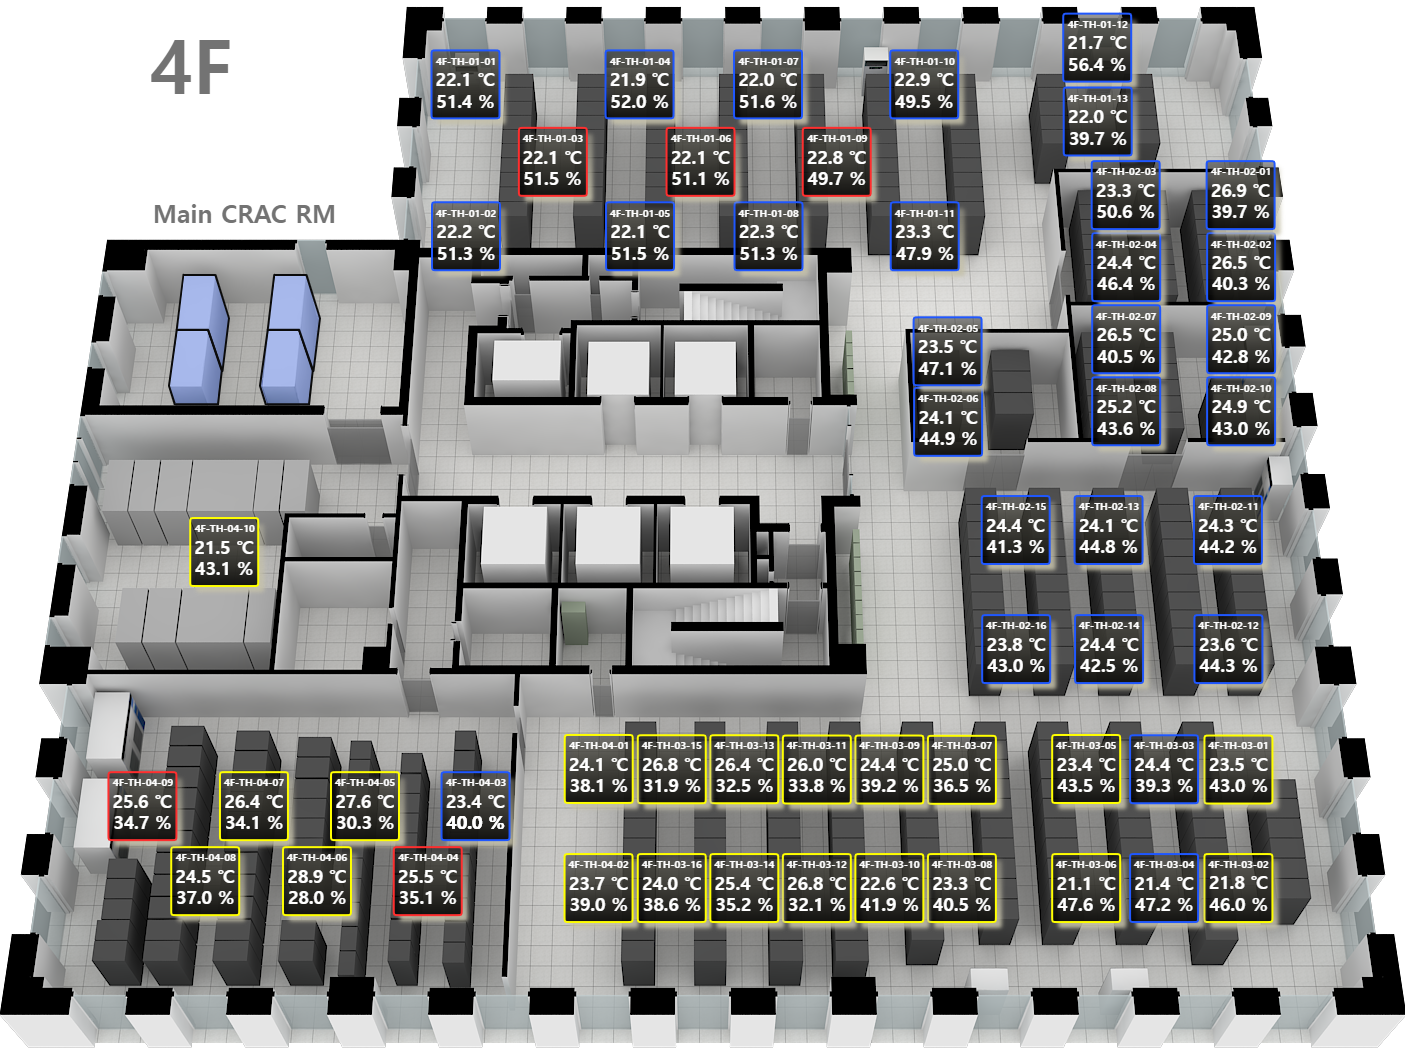 4F
Main CRAC RM
4F-TH-01-01
22.1 ℃
51.4 %
4F-TH-01-04
21.9 ℃
52.0 %
4F-TH-01-07
22.0 ℃
51.6 %
4F-TH-01-10
22.9 ℃
49.5 %
4F-TH-01-12
21.7 ℃
56.4 %
4F-TH-01-13
22.0 ℃
39.7 %
4F-TH-01-03
22.1 ℃
51.5 %
4F-TH-01-06
22.1 ℃
51.1 %
4F-TH-01-09
22.8 ℃
49.7 %
4F-TH-01-02
22.2 ℃
51.3 %
4F-TH-01-05
22.1 ℃
51.5 %
4F-TH-01-08
22.3 ℃
51.3 %
4F-TH-01-11
23.3 ℃
47.9 %
4F-TH-02-03
23.3 ℃
50.6 %
4F-TH-02-01
26.9 ℃
39.7 %
4F-TH-02-04
24.4 ℃
46.4 %
4F-TH-02-02
26.5 ℃
40.3 %
4F-TH-02-05
23.5 ℃
47.1 %
4F-TH-02-07
26.5 ℃
40.5 %
4F-TH-02-09
25.0 ℃
42.8 %
4F-TH-02-06
24.1 ℃
44.9 %
4F-TH-02-08
25.2 ℃
43.6 %
4F-TH-02-10
24.9 ℃
43.0 %
4F-TH-04-10
21.5 ℃
43.1 %
4F-TH-02-15
24.4 ℃
41.3 %
4F-TH-02-13
24.1 ℃
44.8 %
4F-TH-02-11
24.3 ℃
44.2 %
4F-TH-02-16
23.8 ℃
43.0 %
4F-TH-02-14
24.4 ℃
42.5 %
4F-TH-02-12
23.6 ℃
44.3 %
4F-TH-04-09
25.6 ℃
34.7 %
4F-TH-04-07
26.4 ℃
34.1 %
4F-TH-04-05
27.6 ℃
30.3 %
4F-TH-04-03
23.4 ℃
40.0 %
4F-TH-04-01
24.1 ℃
38.1 %
4F-TH-03-15
26.8 ℃
31.9 %
4F-TH-03-13
26.4 ℃
32.5 %
4F-TH-03-11
26.0 ℃
33.8 %
4F-TH-03-09
24.4 ℃
39.2 %
4F-TH-03-07
25.0 ℃
36.5 %
4F-TH-03-05
23.4 ℃
43.5 %
4F-TH-03-03
24.4 ℃
39.3 %
4F-TH-03-01
23.5 ℃
43.0 %
4F-TH-04-08
24.5 ℃
37.0 %
4F-TH-04-06
28.9 ℃
28.0 %
4F-TH-04-04
25.5 ℃
35.1 %
4F-TH-04-02
23.7 ℃
39.0 %
4F-TH-03-16
24.0 ℃
38.6 %
4F-TH-03-14
25.4 ℃
35.2 %
4F-TH-03-12
26.8 ℃
32.1 %
4F-TH-03-10
22.6 ℃
41.9 %
4F-TH-03-08
23.3 ℃
40.5 %
4F-TH-03-06
21.1 ℃
47.6 %
4F-TH-03-04
21.4 ℃
47.2 %
4F-TH-03-02
21.8 ℃
46.0 %